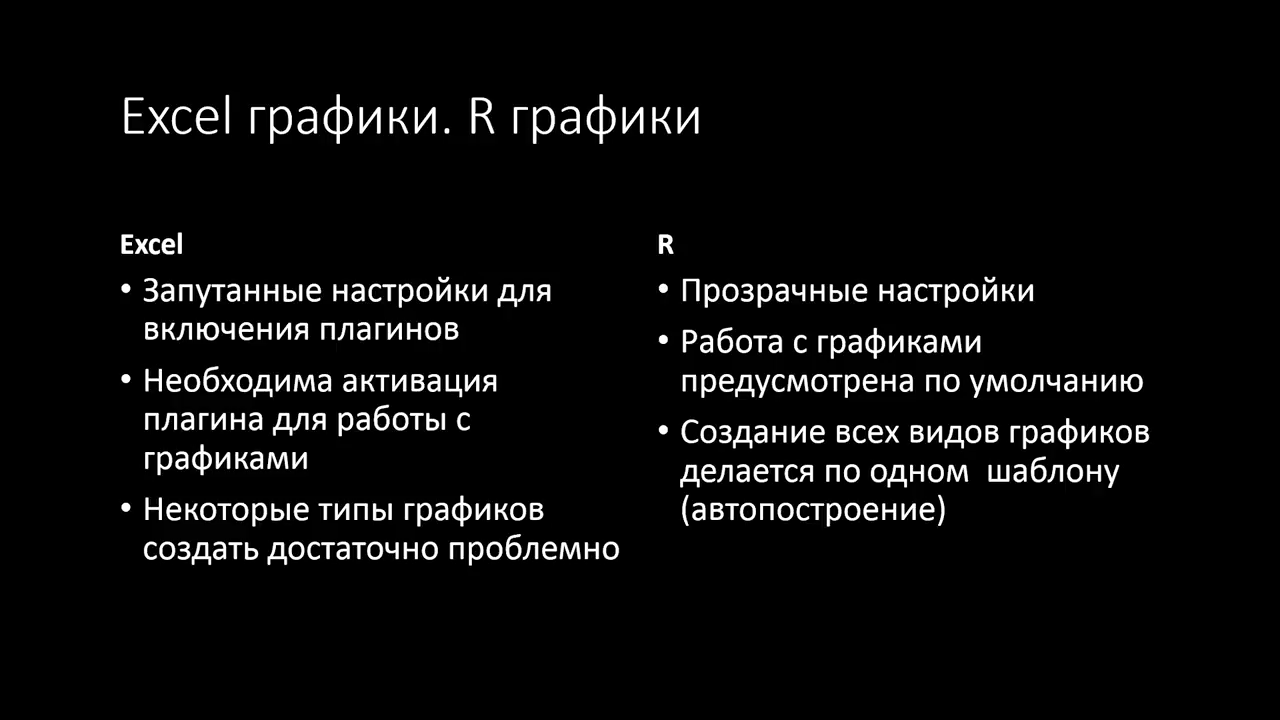 Excel графики. R графики
Excel
• Запутанные настройки для
включения плагинов
• Необходима активация
плагина для работы с
графиками
• Некоторые типы графиков
создать достаточно проблемно
R
• Прозрачные настройки
• Работа с графиками
предусмотрена по умолчанию
• Создание всех видов графиков
делается по одном  шаблону
(автопостроение)